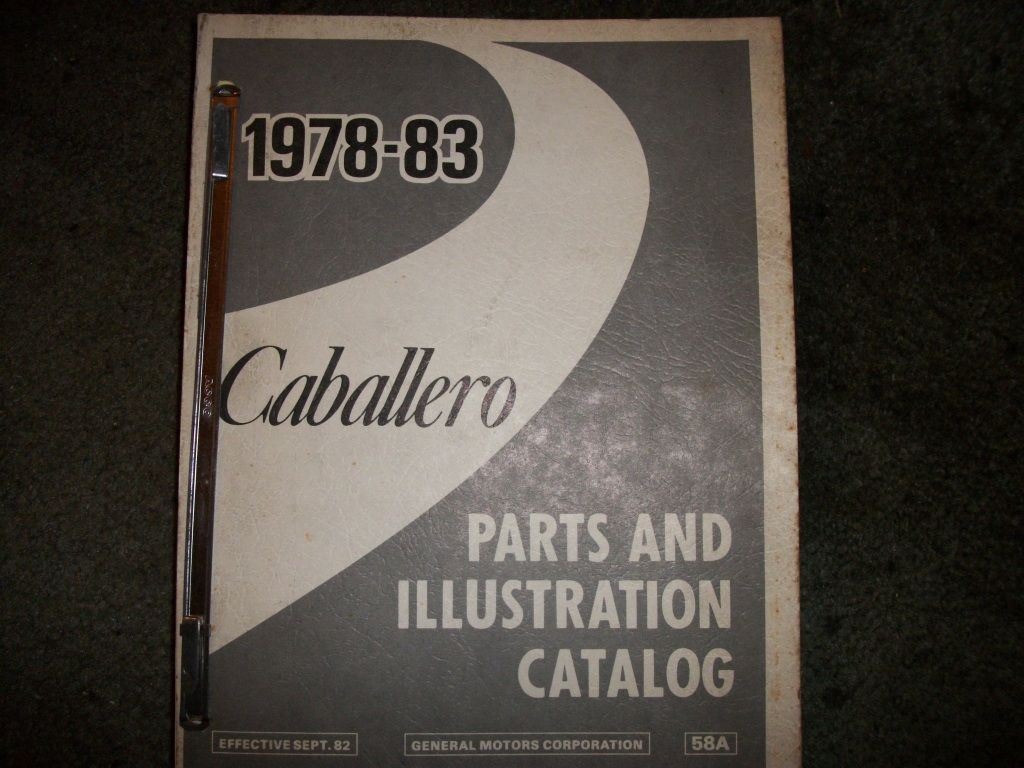 1978-83
Caballero
PARTS AND
ILLUSTRATION
CATALOG
EFFECTIVE SEPT. 82
GENERAL MOTORS CORPORATION
58A